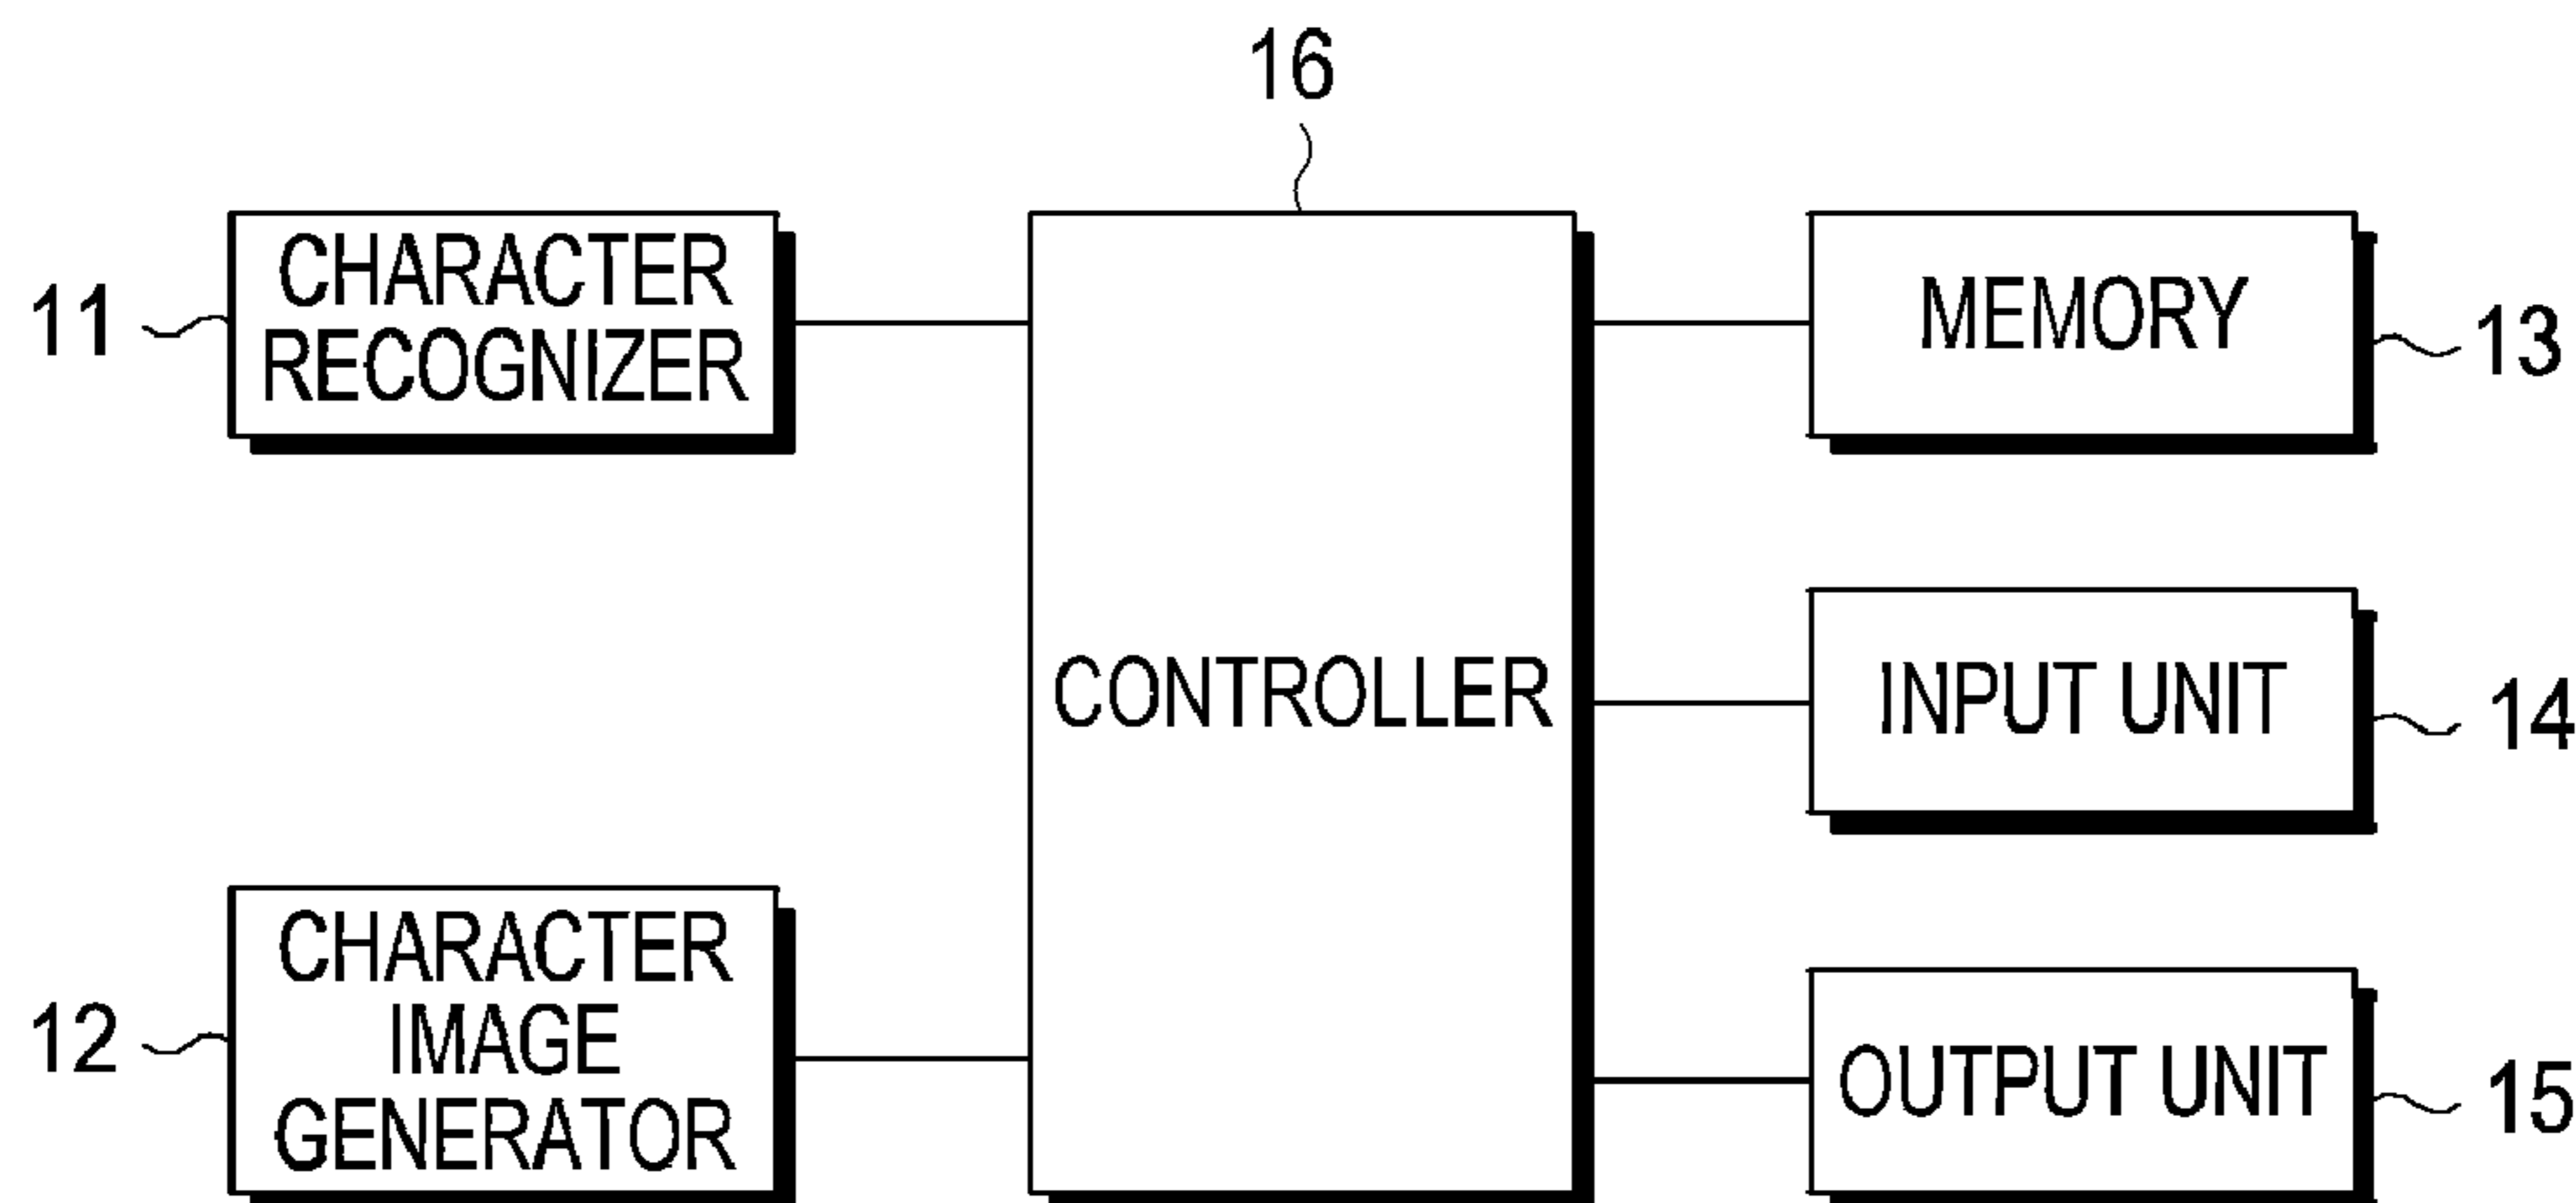 16
11
CHARACTER
RECOGNIZER
MEMORY
13
CONTROLLER
INPUT UNIT
14
12
CHARACTER
IMAGE
GENERATOR
OUTPUT UNIT
15